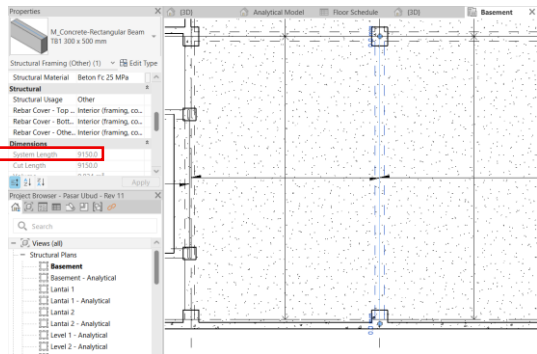 Properties
{3D}
Analytical Model
Floor Schedule
{3D}
Basement
M_Concrete-Rectangular Beam
TB1 300 x 500 mm
Structural Framing (Other) (1)
Edit Type
Structural Material Beton f'c 25 MPa
Structural
Structural Usage Other
Rebar Cover - Top ... Interior (framing, co...
Rebar Cover - Bott... Interior (framing, co...
Rebar Cover - Othe... Interior (framing, co...
Dimensions
System Length 9150.0
Cut Length 9150.0
Apply
Project Browser - Pasar Ubud - Rev 11
Search
Views (all)
Structural Plans
Basement
Basement - Analytical
Lantai 1
Lantai 1 - Analytical
Lantai 2
Lantai 2 - Analytical
Level 1 - Analytical
Level 2 - Analytical